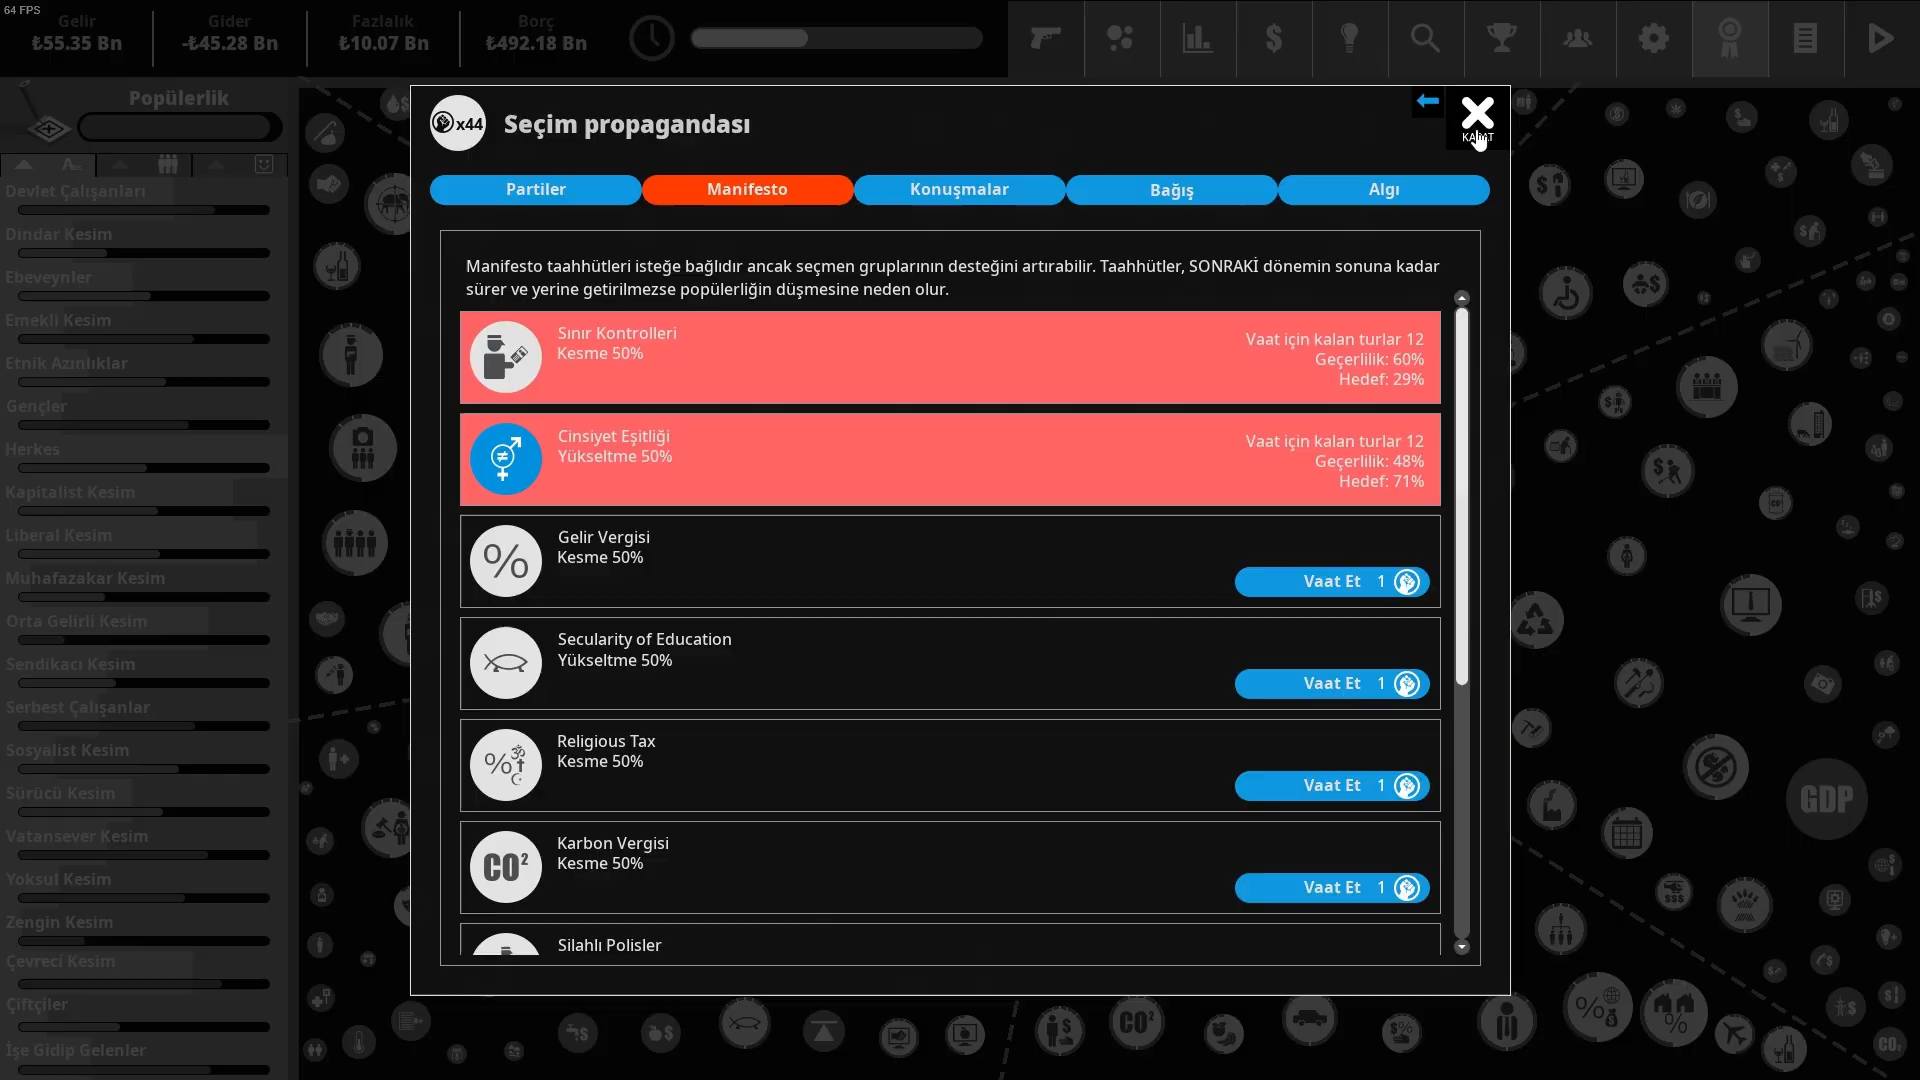 64 FPS
Gelir
₺55.35 Bn
Gider
-₺45.28 Bn
Fazlalık
₺10.07 Bn
Borç
₺492.18 Bn
Popülerlik
Devlet Çalışanları
Dindar Kesim
Ebeveynler
Emekli Kesim
Etnik Azınlıklar
Gençler
Herkes
Kapitalist Kesim
Liberal Kesim
Muhafazakar Kesim
Orta Gelirli Kesim
Sendikacı Kesim
Serbest Çalışanlar
Sosyalist Kesim
Sürücü Kesim
Vatansever Kesim
Yoksul Kesim
Zengin Kesim
Çevreci Kesim
Çiftçiler
İşe Gidip Gelenler
x44
Seçim propagandası
KAPAT
Partiler
Manifesto
Konuşmalar
Bağış
Algı
Manifesto taahhütleri isteğe bağlıdır ancak seçmen gruplarının desteğini artırabilir. Taahhütler, SONRAKİ dönemin sonuna kadar
sürer ve yerine getirilmezse popülerliğin düşmesine neden olur.
Sınır Kontrolleri
Kesme 50%
Vaat için kalan turlar 12
Geçerlilik: 60%
Hedef: 29%
Cinsiyet Eşitliği
Yükseltme 50%
Vaat için kalan turlar 12
Geçerlilik: 48%
Hedef: 71%
Gelir Vergisi
Kesme 50%
Vaat Et 1
Secularity of Education
Yükseltme 50%
Vaat Et 1
Religious Tax
Kesme 50%
Vaat Et 1
CO²
Karbon Vergisi
Kesme 50%
Vaat Et 1
Silahlı Polisler
GDP
CO²
CO₂